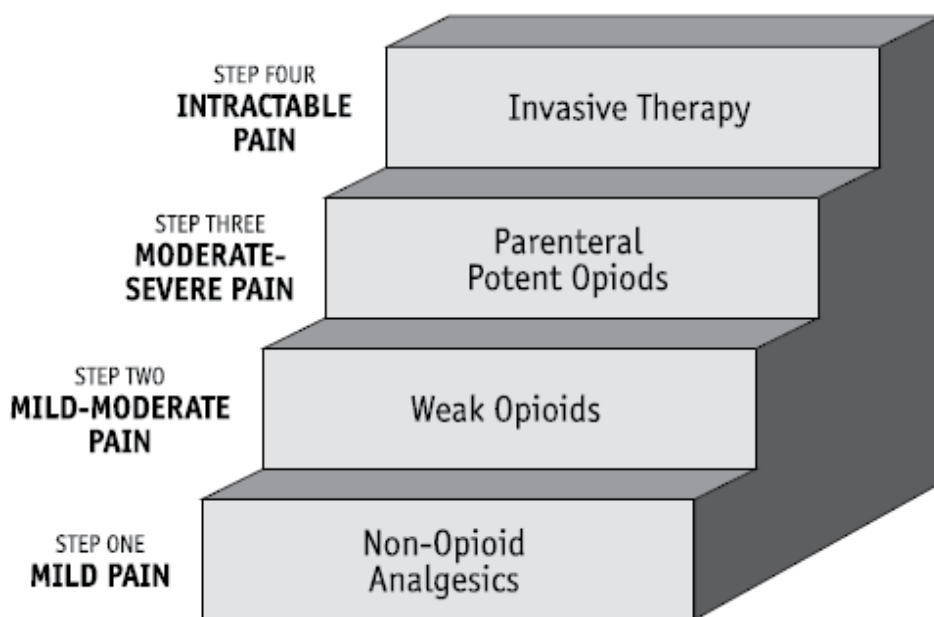 STEP FOUR
INTRACTABLE
PAIN
Invasive Therapy
STEP THREE
MODERATE-
SEVERE PAIN
Parenteral
Potent Opiods
STEP TWO
MILD-MODERATE
PAIN
Weak Opioids
STEP ONE
MILD PAIN
Non-Opioid
Analgesics